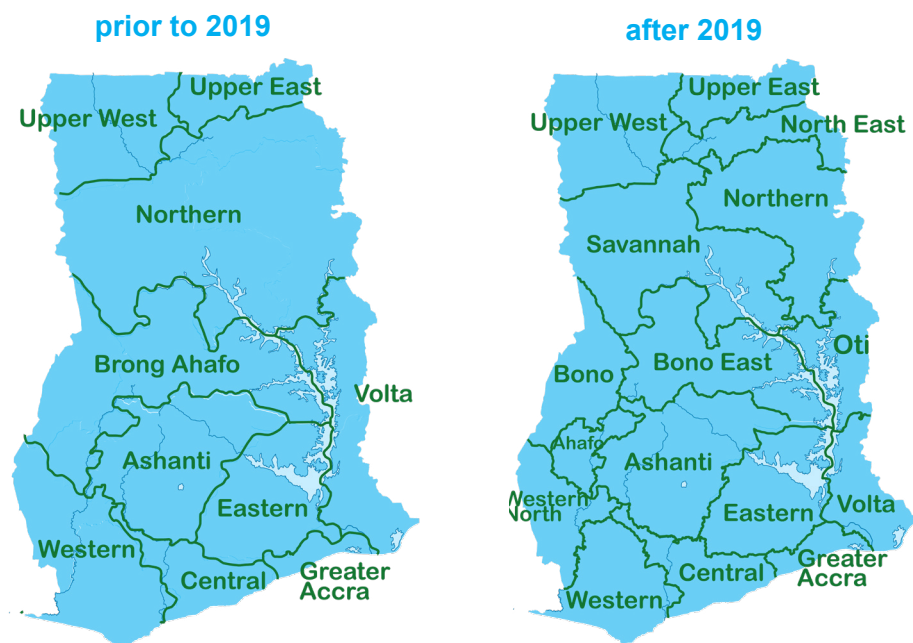 prior to 2019
Upper East
Upper West
Northern
Brong Ahafo
Volta
Ashanti
Eastern
Western
Central
Greater
Accra
after 2019
Upper East
Upper West
North East
Northern
Savannah
Oti
Bono East
Bono
Ahafo
Ashanti
Western
North
Volta
Eastern
Greater
Accra
Central
Western